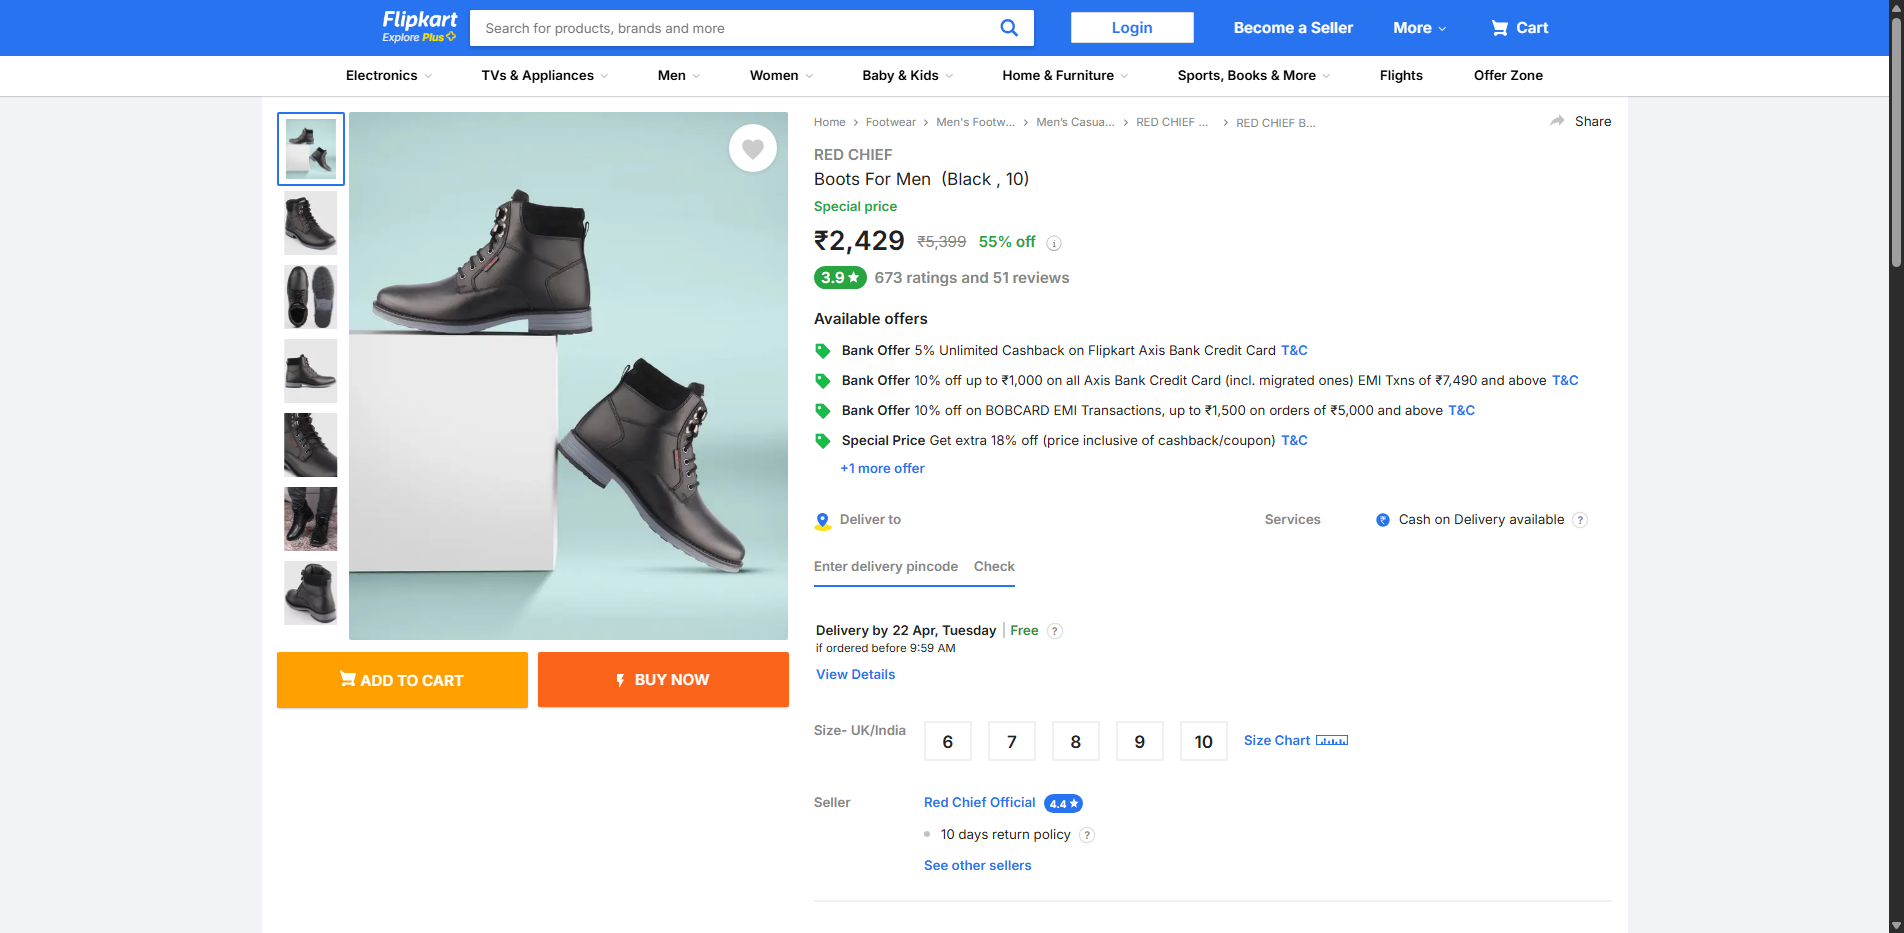 Flipkart
Explore Plus
Search for products, brands and more
Login
Become a Seller
More
Cart
Electronics
TVs & Appliances
Men
Women
Baby & Kids
Home & Furniture
Sports, Books & More
Flights
Offer Zone
Home
Footwear
Men's Footw...
Men's Casua...
RED CHIEF ...
RED CHIEF B...
Share
RED CHIEF
Boots For Men (Black , 10)
Special price
₹2,429 ₹5,399 55% off
3.9 ★ 673 ratings and 51 reviews
Available offers
Bank Offer 5% Unlimited Cashback on Flipkart Axis Bank Credit Card T&C
Bank Offer 10% off up to ₹1,000 on all Axis Bank Credit Card (incl. migrated ones) EMI Txns of ₹7,490 and above T&C
Bank Offer 10% off on BOBCARD EMI Transactions, up to ₹1,500 on orders of ₹5,000 and above T&C
Special Price Get extra 18% off (price inclusive of cashback/coupon) T&C
+1 more offer
Deliver to
Services
₹ Cash on Delivery available ?
Enter delivery pincode Check
Delivery by 22 Apr, Tuesday | Free ?
if ordered before 9:59 AM
View Details
ADD TO CART
BUY NOW
Size- UK/India
6
7
8
9
10
Size Chart
Seller
Red Chief Official 4.4 ★
10 days return policy ?
See other sellers